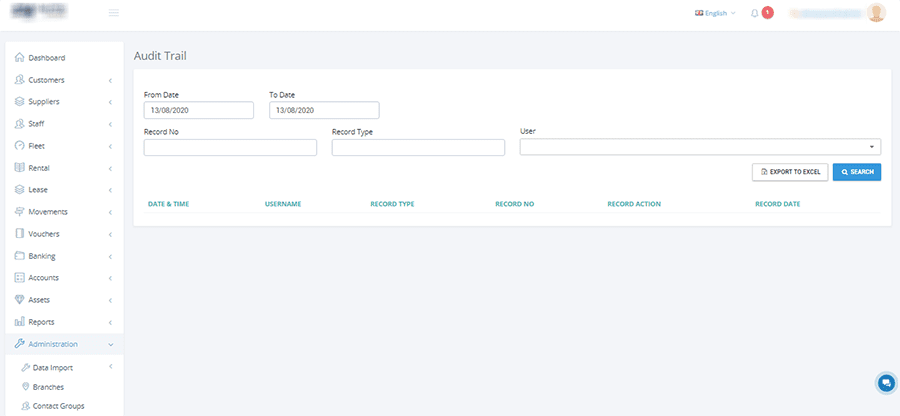 English
1
Dashboard
Customers
Suppliers
Staff
Fleet
Rental
Lease
Movements
Vouchers
Banking
Accounts
Assets
Reports
Administration
Data Import
Branches
Contact Groups
Audit Trail
From Date
To Date
13/08/2020
13/08/2020
Record No
Record Type
User
EXPORT TO EXCEL
SEARCH
DATE & TIME
USERNAME
RECORD TYPE
RECORD NO
RECORD ACTION
RECORD DATE